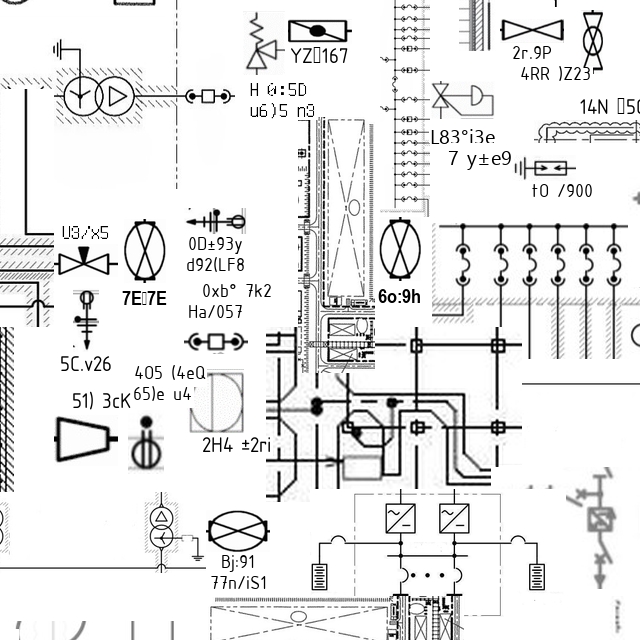 YZ▯167
2r.9P
4RR )Z23
H 0̸:5D
u6)5 n3
14N ▯50
L83°i3e
7 y±e9
t0 /900
U3/x5
0D±93y
d92(LF8
7E▯7E
0xb° 7k2
Ha/057
6o:9h
5C.v26
405 (4eQ
65)e u4
51) 3cK
2H4 ±2ri
Bj:91
77n/iS1